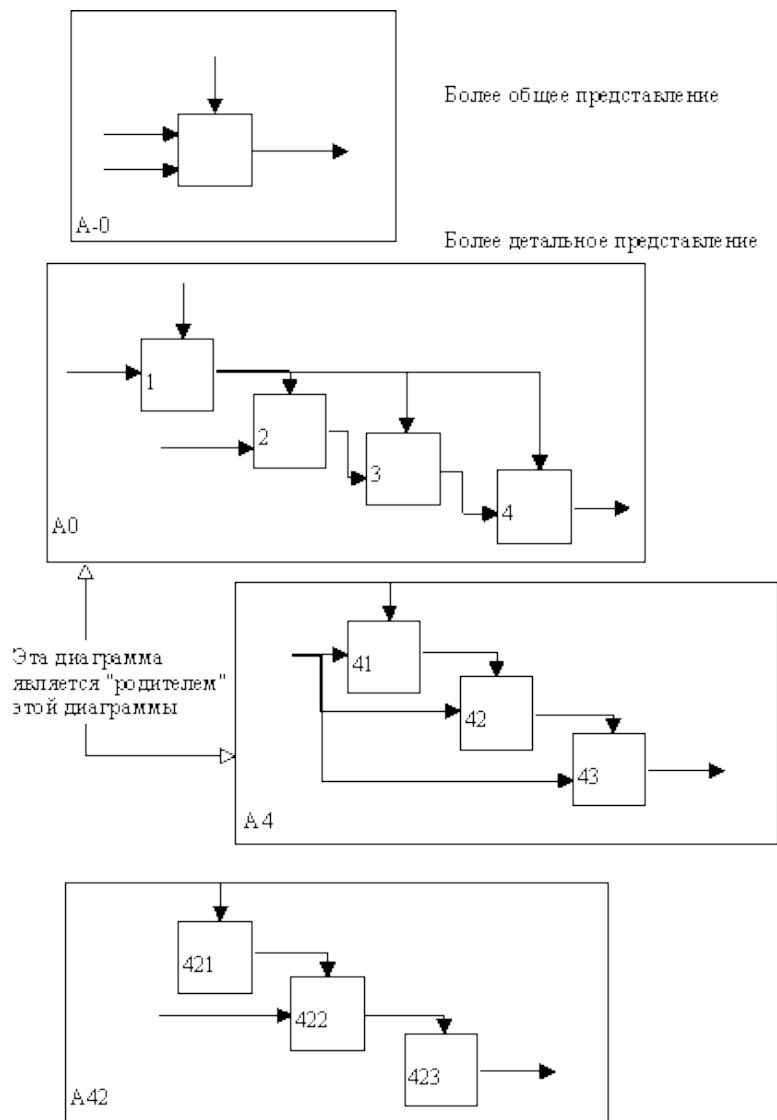 Более общее представление
A-0
Более детальное представление
1
2
3
4
A0
Эта диаграмма
является "родителем"
этой диаграммы
41
42
43
A4
421
422
423
A42